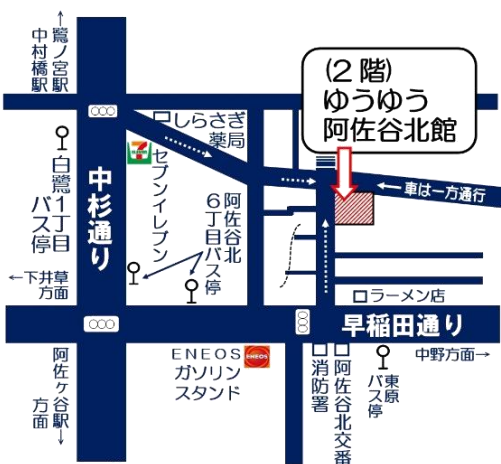 ←鷺ノ宮駅
中村橋駅
(2階)
ゆうゆう
阿佐谷北館
しらさぎ
薬局
7
ELEVEN
セブンイレブン
白鷺1丁目
バス停
中杉通り
阿佐谷北
6丁目バス停
←車は一方通行
←下井草
方面
ラーメン店
早稲田通り
ENEOS
ガソリン
スタンド
ENEOS
消防署
阿佐谷北交番
東原
バス停
中野方面→
阿佐ヶ谷駅→
方面